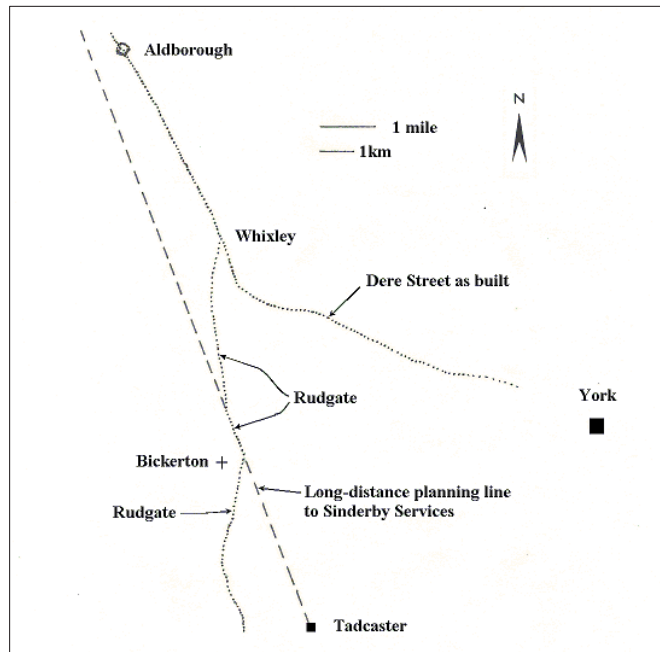 Aldborough
N
1 mile
1km
Whixley
Dere Street as built
Rudgate
York
Bickerton
Long-distance planning line
to Sinderby Services
Rudgate
Tadcaster